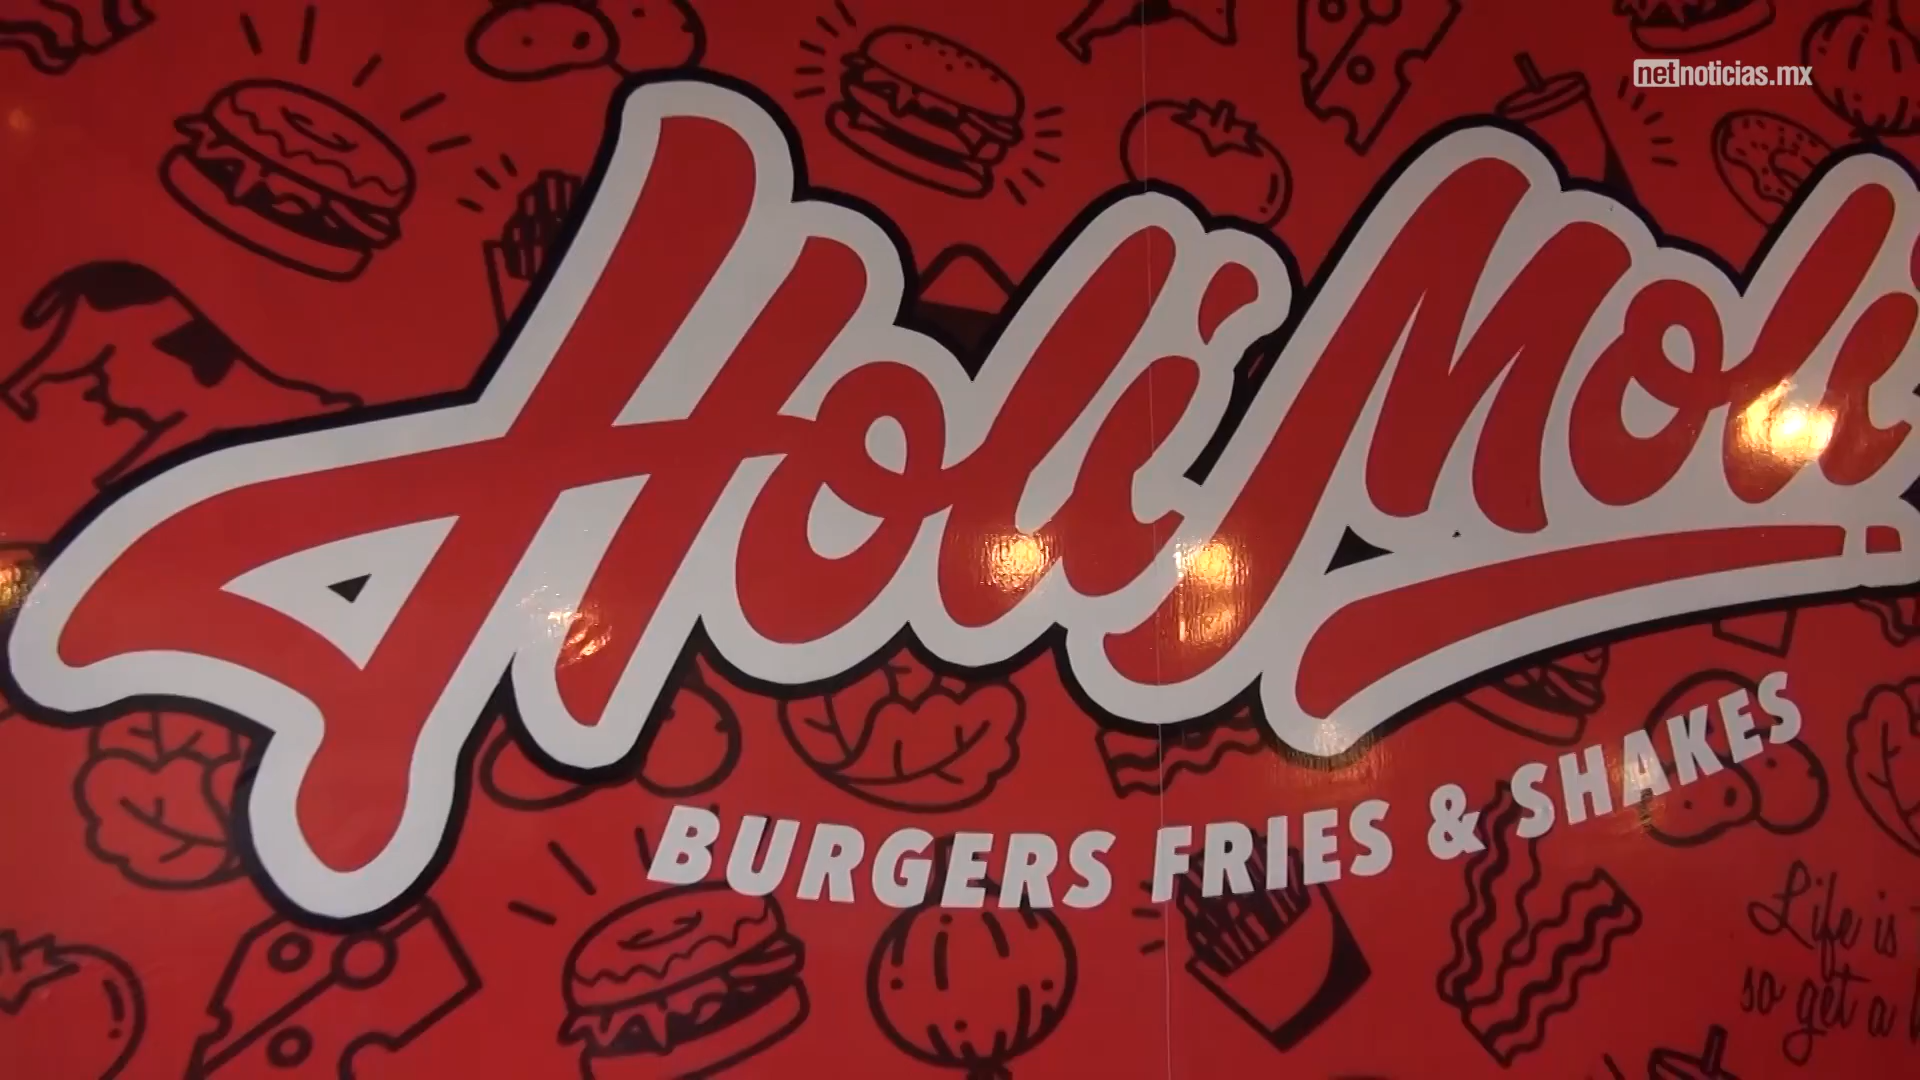 netnoticias.mx
Holi Moli
BURGERS FRIES & SHAKES
Life is
so get a